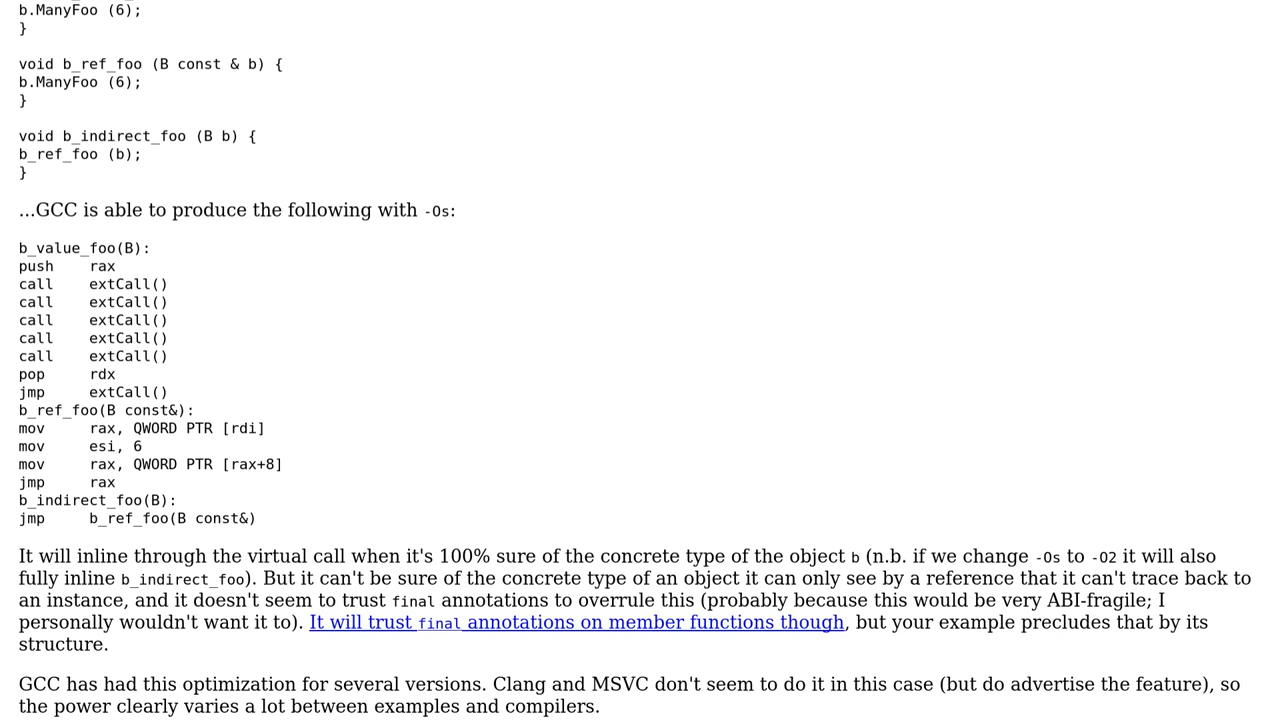 b.ManyFoo (6);
}
void b_ref_foo (B const & b) {
b.ManyFoo (6);
}
void b_indirect_foo (B b) {
b_ref_foo (b);
}
...GCC is able to produce the following with -Os:
b_value_foo(B):
push    rax
call    extCall()
call    extCall()
call    extCall()
call    extCall()
call    extCall()
pop     rdx
jmp     extCall()
b_ref_foo(B const&):
mov     rax, QWORD PTR [rdi]
mov     esi, 6
mov     rax, QWORD PTR [rax+8]
jmp     rax
b_indirect_foo(B):
jmp     b_ref_foo(B const&)
It will inline through the virtual call when it's 100% sure of the concrete type of the object b (n.b. if we change -Os to -O2 it will also
fully inline b_indirect_foo). But it can't be sure of the concrete type of an object it can only see by a reference that it can't trace back to
an instance, and it doesn't seem to trust final annotations to overrule this (probably because this would be very ABI-fragile; I
personally wouldn't want it to). It will trust final annotations on member functions though, but your example precludes that by its
structure.
GCC has had this optimization for several versions. Clang and MSVC don't seem to do it in this case (but do advertise the feature), so
the power clearly varies a lot between examples and compilers.